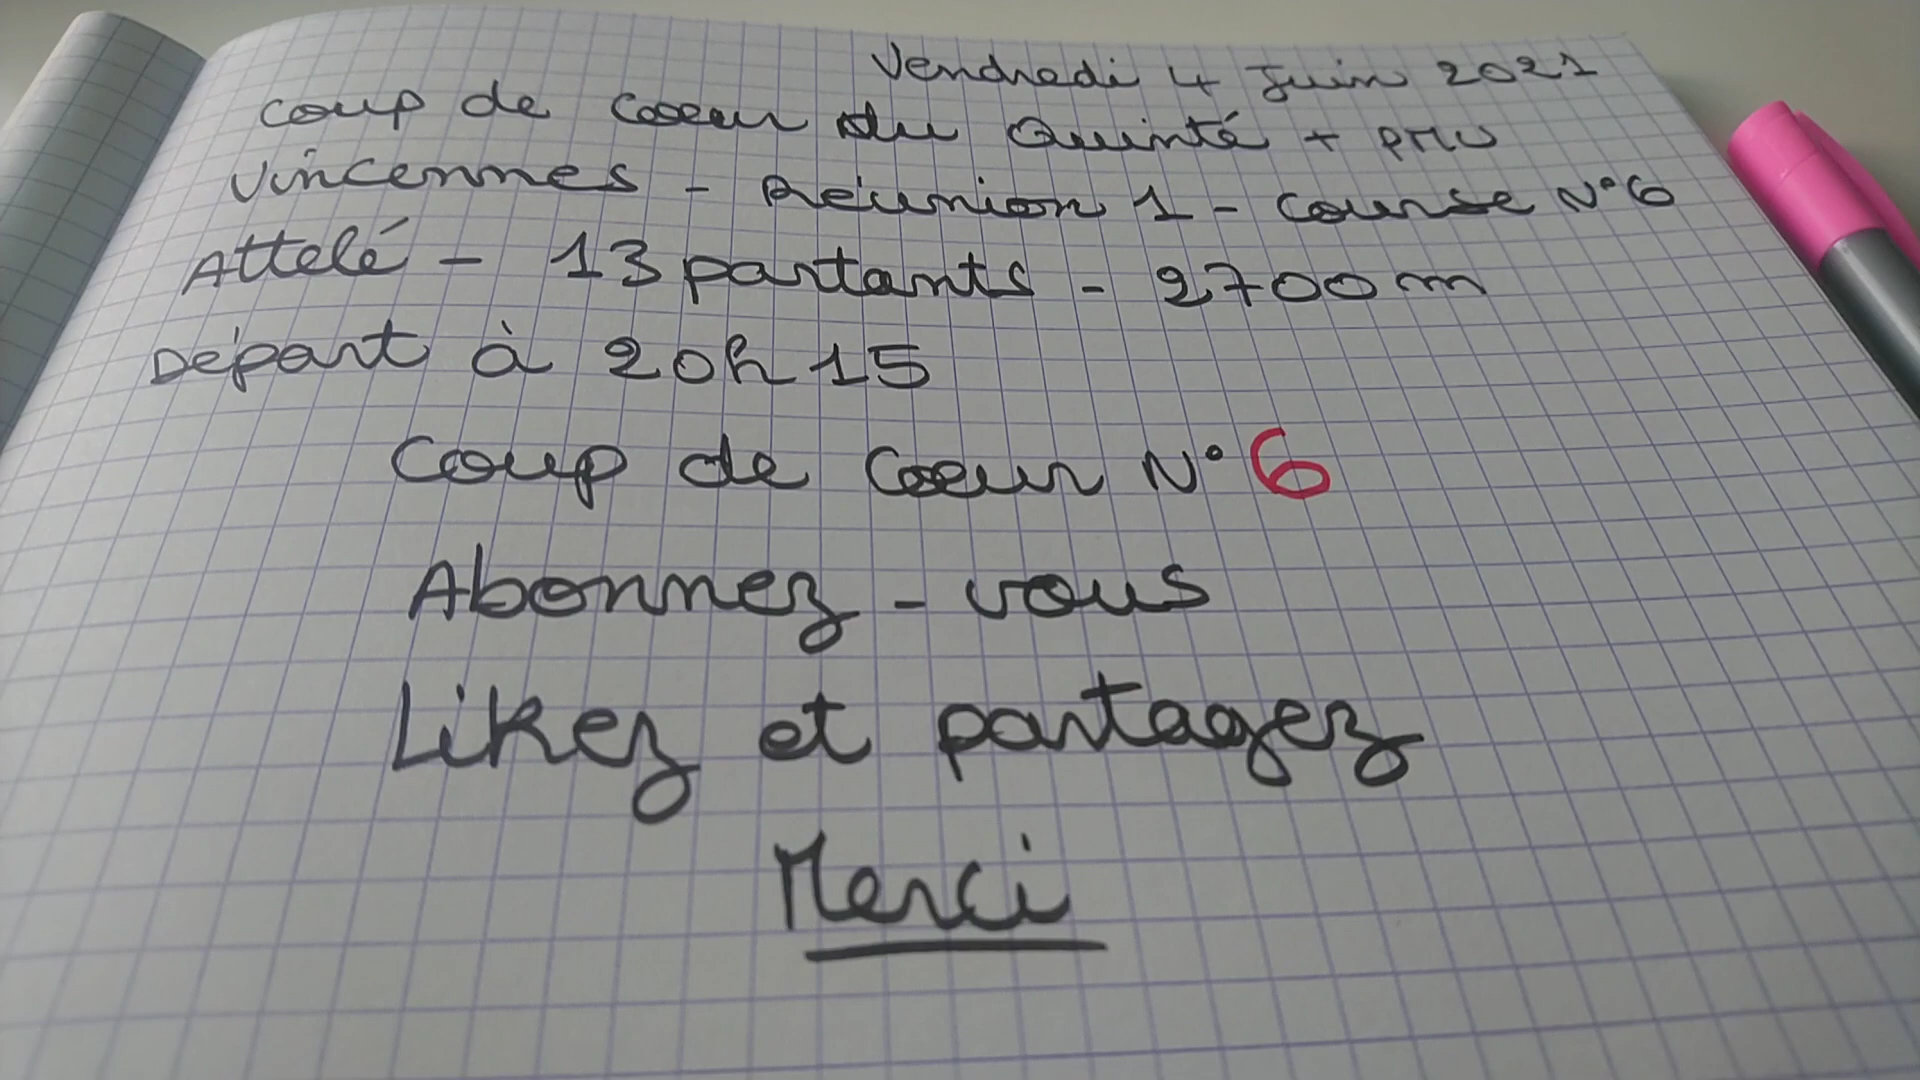 Vendredi 4 Juin 2021
Coup de Coeur du Quinté + PMU
Vincennes - Réunion 1 - Course N°6
Attelé - 13 partants - 2700m
Départ à 20h15
Coup de Coeur N°6
Abonnez-vous
Likez et partagez
Merci